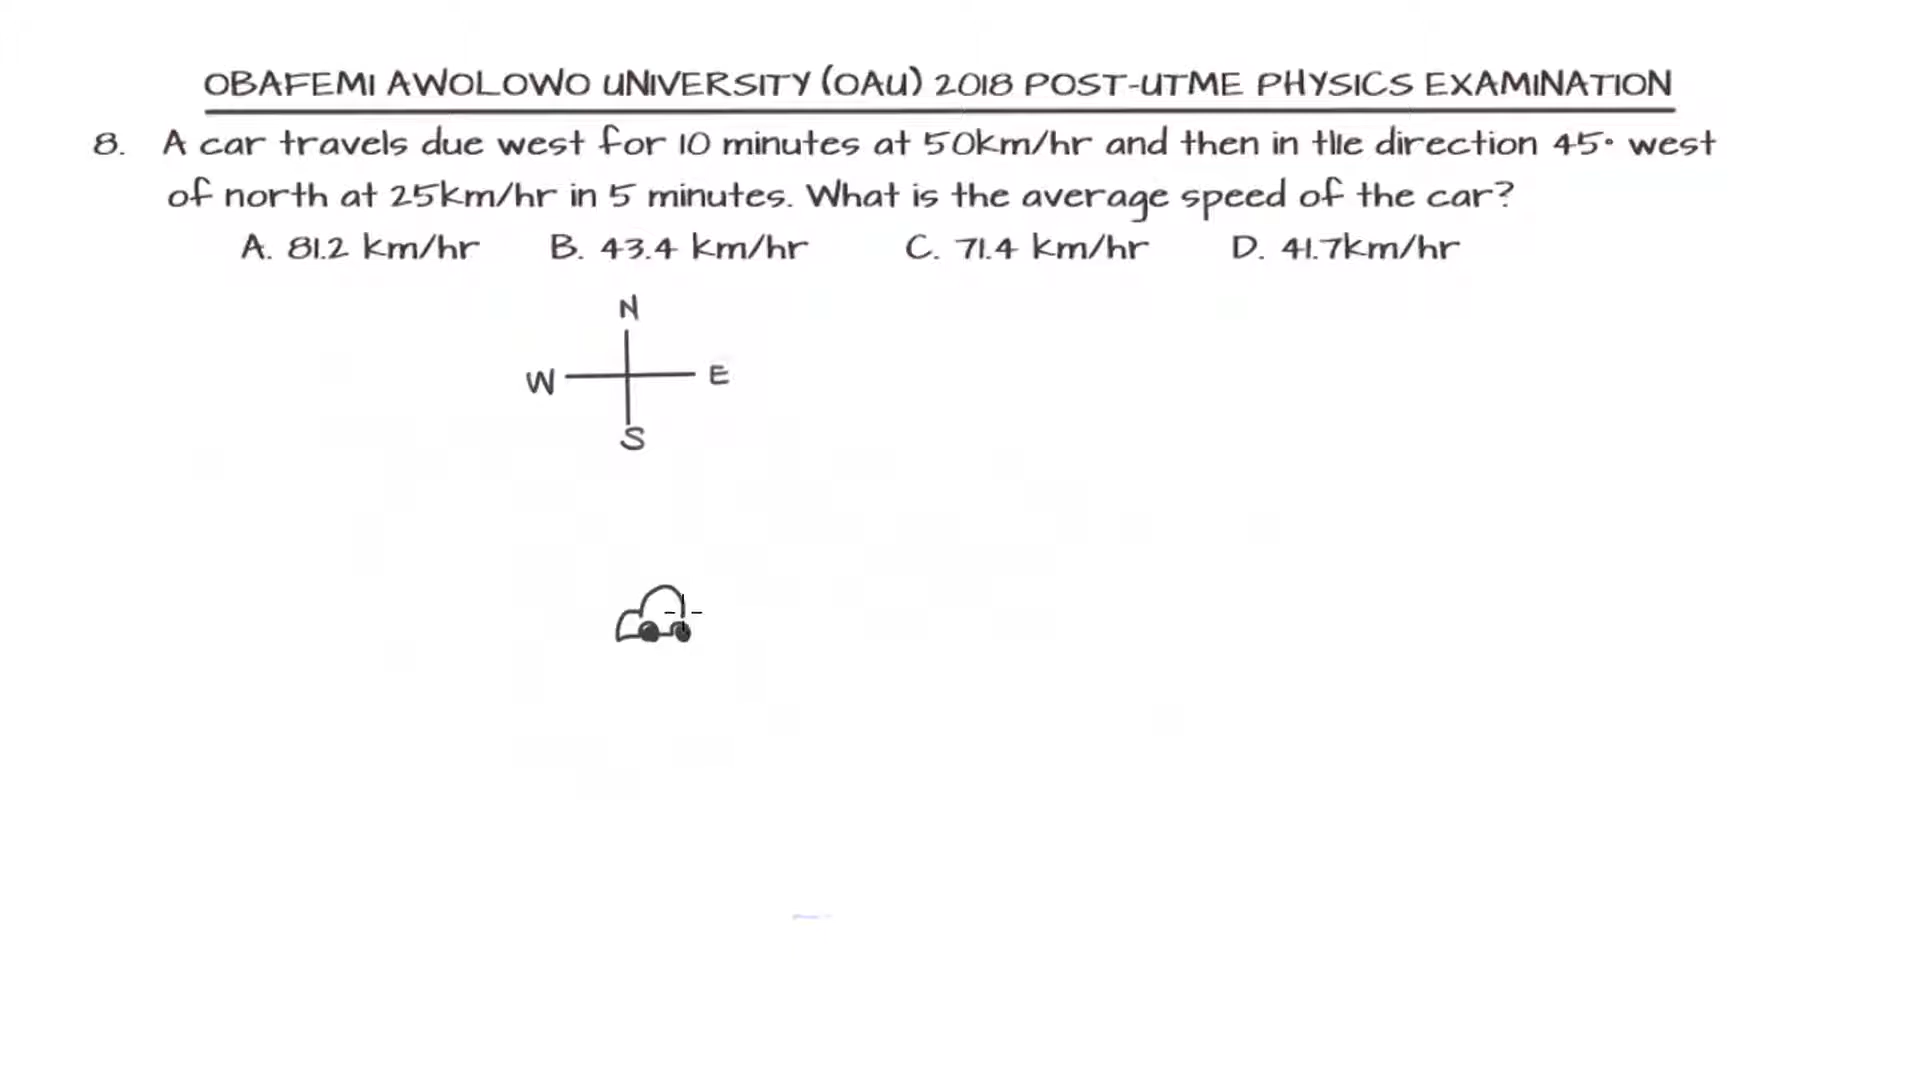 OBAFEMI AWOLOWO UNIVERSITY (OAU) 2018 POST-UTME PHYSICS EXAMINATION
8. A car travels due west for 10 minutes at 50km/hr and then in tlie direction 45° west
of north at 25km/hr in 5 minutes. What is the average speed of the car?
A. 81.2 km/hr B. 43.4 km/hr C. 71.4 km/hr D. 41.7km/hr
N
W E
S